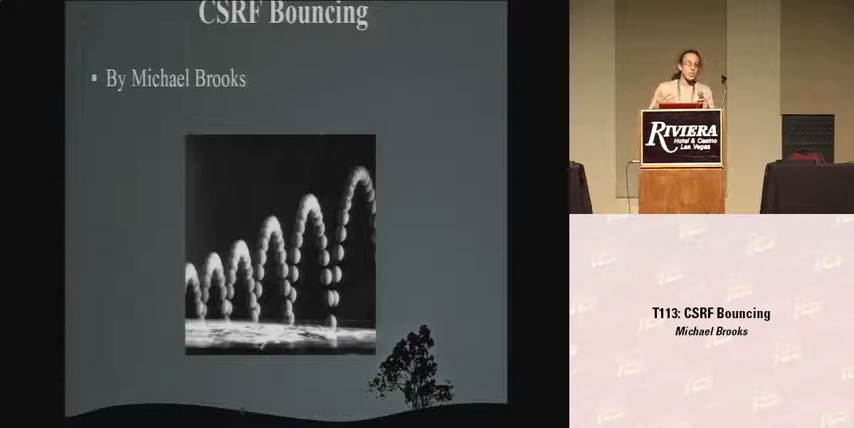 CSRF Bouncing
▪ By Michael Brooks
RIVIERA
Hotel & Casino
Las Vegas
T113: CSRF Bouncing
Michael Brooks